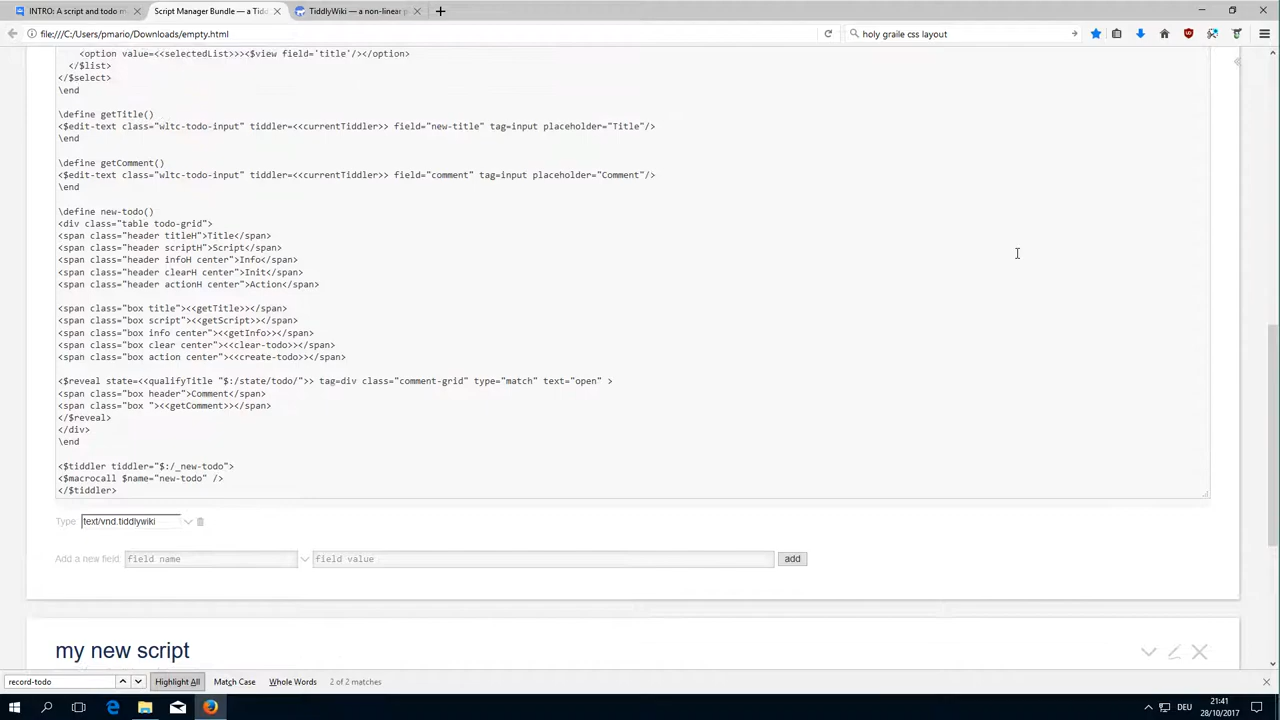 INTRO: A script and todo m
Script Manager Bundle — a Tidd
TiddlyWiki — a non-linear p
file:///C:/Users/pmario/Downloads/empty.html
holy graile css layout
<option value=<<selectedList>>><$view field='title'/></option>
</$list>
</$select>
\end
\define getTitle()
<$edit-text class="wltc-todo-input" tiddler=<<currentTiddler>> field="new-title" tag=input placeholder="Title"/>
\end
\define getComment()
<$edit-text class="wltc-todo-input" tiddler=<<currentTiddler>> field="comment" tag=input placeholder="Comment"/>
\end
\define new-todo()
<div class="table todo-grid">
<span class="header titleH">Title</span>
<span class="header scriptH">Script</span>
<span class="header infoH center">Info</span>
<span class="header clearH center">Init</span>
<span class="header actionH center">Action</span>
<span class="box title"><<getTitle>></span>
<span class="box script"><<getScript>></span>
<span class="box info center"><<getInfo>></span>
<span class="box clear center"><<clear-todo>></span>
<span class="box action center"><<create-todo>></span>
<$reveal state=<<qualifyTitle "$:/state/todo/">> tag=div class="comment-grid" type="match" text="open" >
<span class="box header">Comment</span>
<span class="box "><<getComment>></span>
</$reveal>
</div>
\end
<$tiddler tiddler="$:/_new-todo">
<$macrocall $name="new-todo" />
</$tiddler>
Type text/vnd.tiddlywiki
Add a new field field name field value add
my new script
record-todo Highlight All Match Case Whole Words 2 of 2 matches
DEU 21:41
28/10/2017